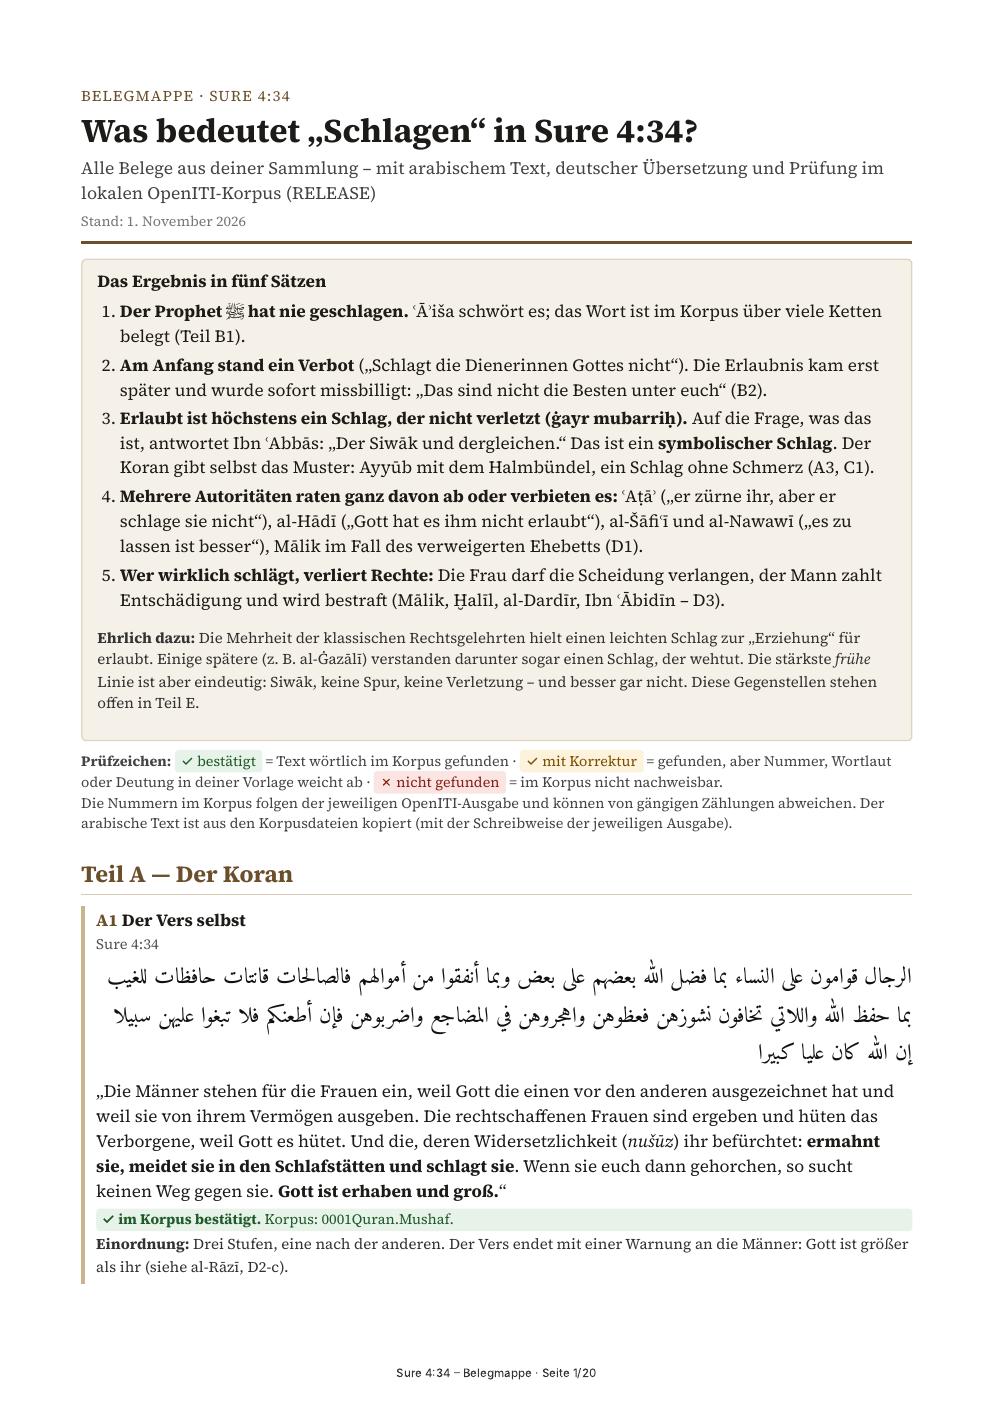 BELEGMAPPE · SURE 4:34
Was bedeutet „Schlagen“ in Sure 4:34?
Alle Belege aus deiner Sammlung – mit arabischem Text, deutscher Übersetzung und Prüfung im
lokalen OpenITI-Korpus (RELEASE)
Stand: 1. November 2026
Das Ergebnis in fünf Sätzen
1. Der Prophet ﷺ hat nie geschlagen. ʿĀʾiša schwört es; das Wort ist im Korpus über viele Ketten
belegt (Teil B1).
2. Am Anfang stand ein Verbot („Schlagt die Dienerinnen Gottes nicht“). Die Erlaubnis kam erst
später und wurde sofort missbilligt: „Das sind nicht die Besten unter euch“ (B2).
3. Erlaubt ist höchstens ein Schlag, der nicht verletzt (ġayr mubarriḥ). Auf die Frage, was das
ist, antwortet Ibn ʿAbbās: „Der Siwāk und dergleichen.“ Das ist ein symbolischer Schlag. Der
Koran gibt selbst das Muster: Ayyūb mit dem Halmbündel, ein Schlag ohne Schmerz (A3, C1).
4. Mehrere Autoritäten raten ganz davon ab oder verbieten es: ʿAṭāʾ („er zürne ihr, aber er
schlage sie nicht“), al-Hādī („Gott hat es ihm nicht erlaubt“), al-Šāfiʿī und al-Nawawī („es zu
lassen ist besser“), Mālik im Fall des verweigerten Ehebetts (D1).
5. Wer wirklich schlägt, verliert Rechte: Die Frau darf die Scheidung verlangen, der Mann zahlt
Entschädigung und wird bestraft (Mālik, Ḫalīl, al-Dardīr, Ibn ʿĀbidīn – D3).
Ehrlich dazu: Die Mehrheit der klassischen Rechtsgelehrten hielt einen leichten Schlag zur „Erziehung“ für
erlaubt. Einige spätere (z. B. al-Ġazālī) verstanden darunter sogar einen Schlag, der wehtut. Die stärkste frühe
Linie ist aber eindeutig: Siwāk, keine Spur, keine Verletzung – und besser gar nicht. Diese Gegenstellen stehen
offen in Teil E.
Prüfzeichen: ✓ bestätigt = Text wörtlich im Korpus gefunden · ✓ mit Korrektur = gefunden, aber Nummer, Wortlaut
oder Deutung in deiner Vorlage weicht ab · × nicht gefunden = im Korpus nicht nachweisbar.
Die Nummern im Korpus folgen der jeweiligen OpenITI-Ausgabe und können von gängigen Zählungen abweichen. Der
arabische Text ist aus den Korpusdateien kopiert (mit der Schreibweise der jeweiligen Ausgabe).
Teil A — Der Koran
A1 Der Vers selbst
Sure 4:34
الرجال قوامون على النساء بما فضل الله بعضهم على بعض وبما أنفقوا من أموالهم فالصالحات قانتات حافظات للغيب
بما حفظ الله واللاتي تخافون نشوزهن فعظوهن واهجروهن في المضاجع واضربوهن فإن أطعنكم فلا تبغوا عليهن سبيلا
إن الله كان عليا كبيرا
„Die Männer stehen für die Frauen ein, weil Gott die einen vor den anderen ausgezeichnet hat und
weil sie von ihrem Vermögen ausgeben. Die rechtschaffenen Frauen sind ergeben und hüten das
Verborgene, weil Gott es hütet. Und die, deren Widersetzlichkeit (nušūz) ihr befürchtet: ermahnt
sie, meidet sie in den Schlafstätten und schlagt sie. Wenn sie euch dann gehorchen, so sucht
keinen Weg gegen sie. Gott ist erhaben und groß.“
✓ im Korpus bestätigt. Korpus: 0001Quran.Mushaf.
Einordnung: Drei Stufen, eine nach der anderen. Der Vers endet mit einer Warnung an die Männer: Gott ist größer
als ihr (siehe al-Rāzī, D2-c).
Sure 4:34 – Belegmappe · Seite 1/20